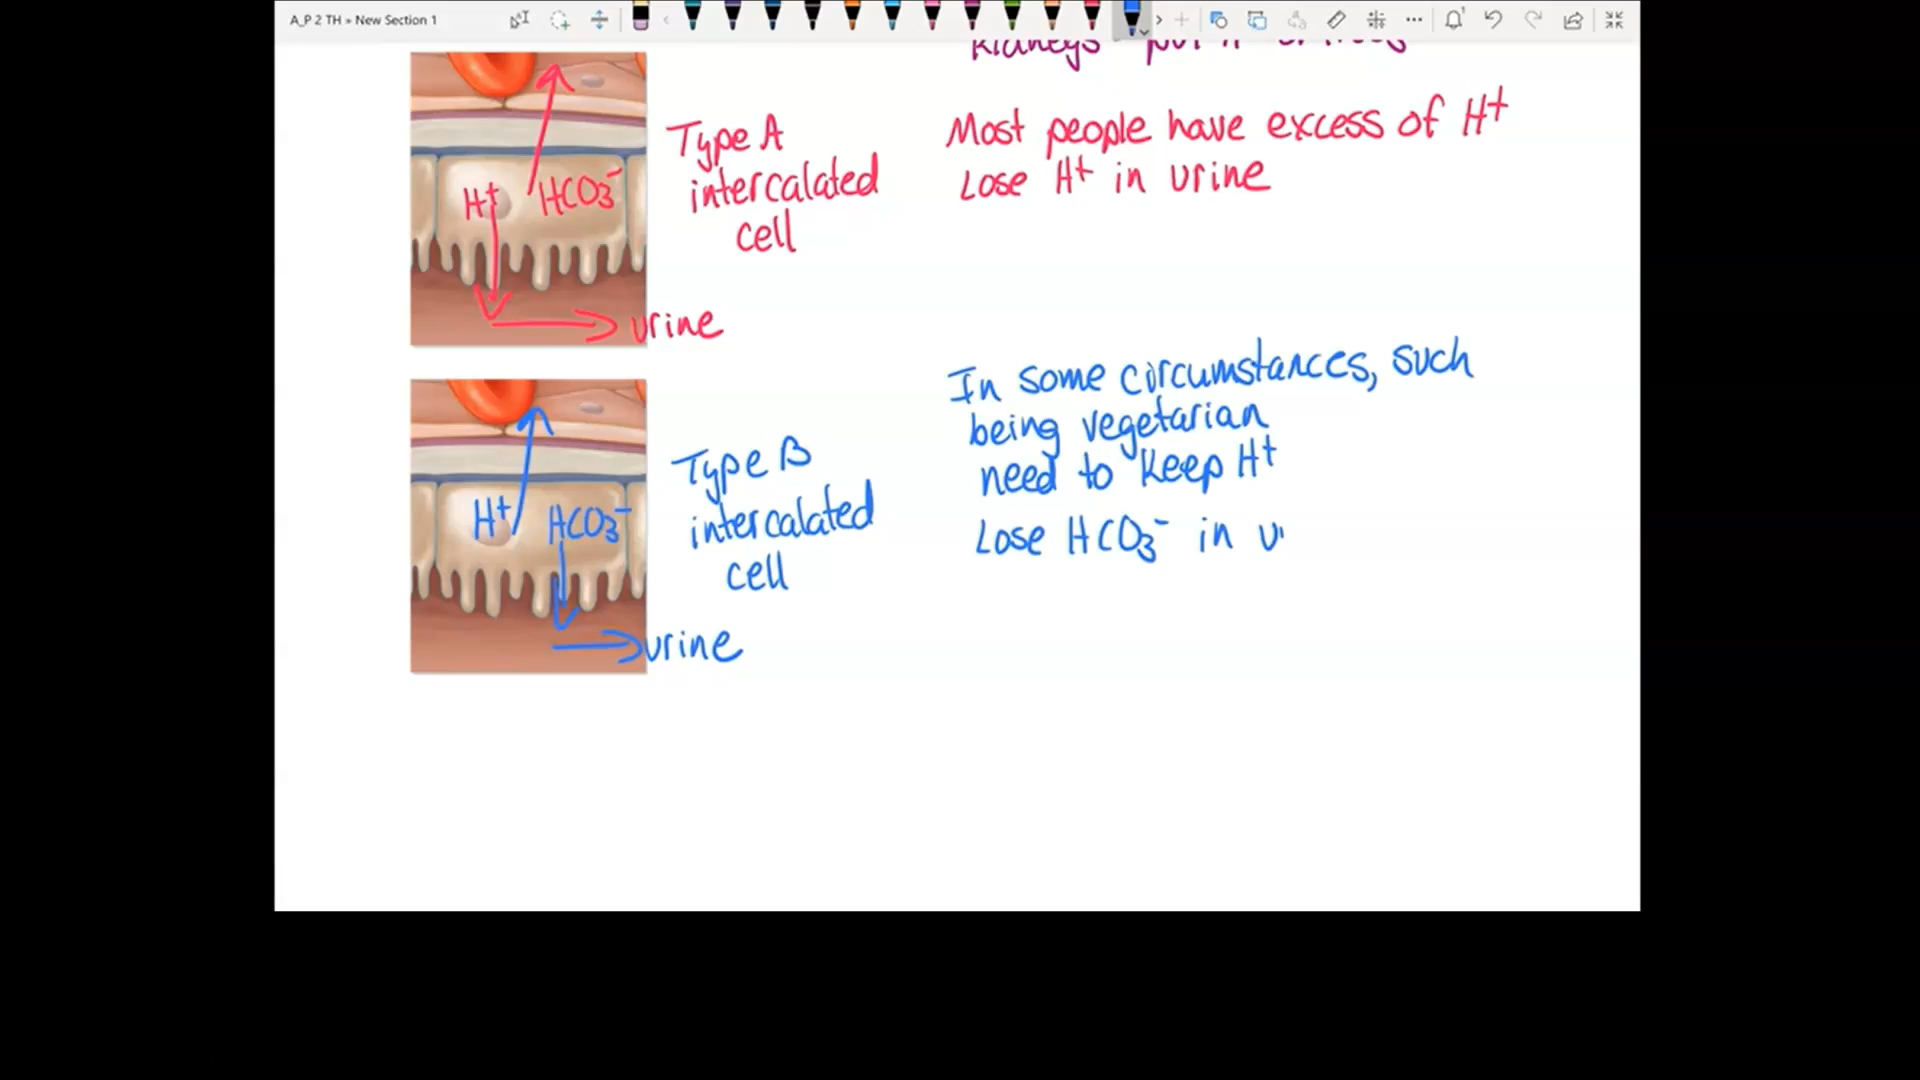 A_P 2 TH » New Section 1
Kidneys
Most people have excess of H+
Lose H+ in urine
Type A
intercalated
cell
H+ HCO3-
urine
In some circumstances, such
being vegetarian
need to keep H+
Lose HCO3- in u
Type B
intercalated
cell
H+ HCO3-
urine